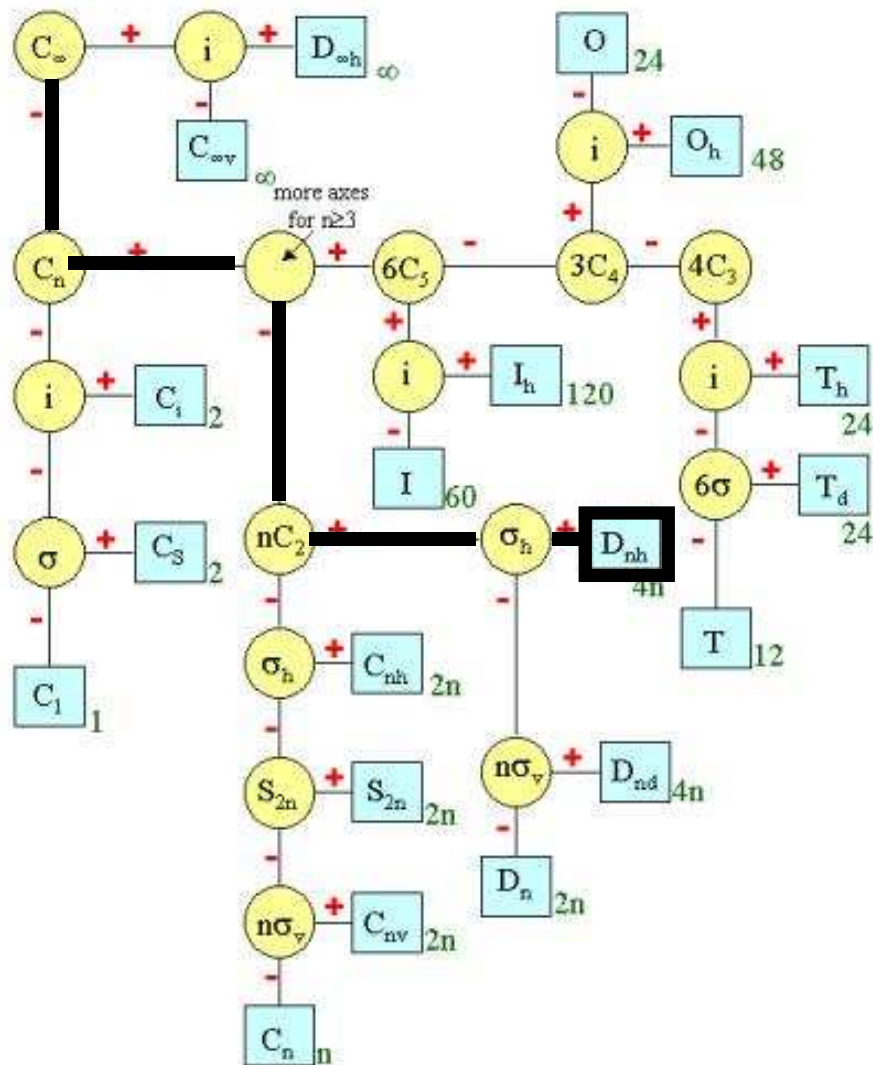 C∞ + i + D∞h ∞
O 24
- - -
C∞v ∞
i + Oh 48
more axes
for n≥3
+
Cn + + 6C5 - 3C4 - 4C3
- - + +
i + Ci 2
i + Ih 120
i + Th 24
- - -
I 60
6σ + Td 24
nC2 + σh + Dnh 4n
σ + CS 2
- - - -
σh + Cnh 2n
T 12
C1 1
-
S2n + S2n 2n
nσv + Dnd 4n
- -
Dn 2n
nσv + Cnv 2n
-
Cn n